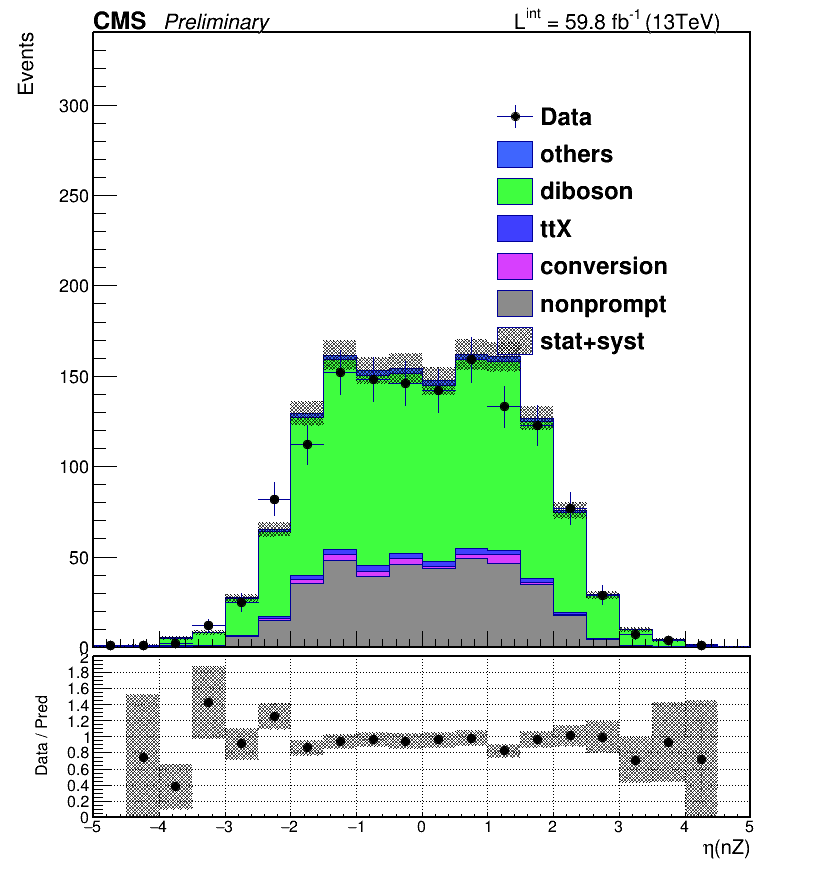 CMS Preliminary L^int = 59.8 fb^-1 (13TeV)
Events
300
250
200
150
100
50
0
Data
others
diboson
ttX
conversion
nonprompt
stat+syst
Data / Pred
2
1.8
1.6
1.4
1.2
1
0.8
0.6
0.4
0.2
0
−5 −4 −3 −2 −1 0 1 2 3 4 5
η(nZ)